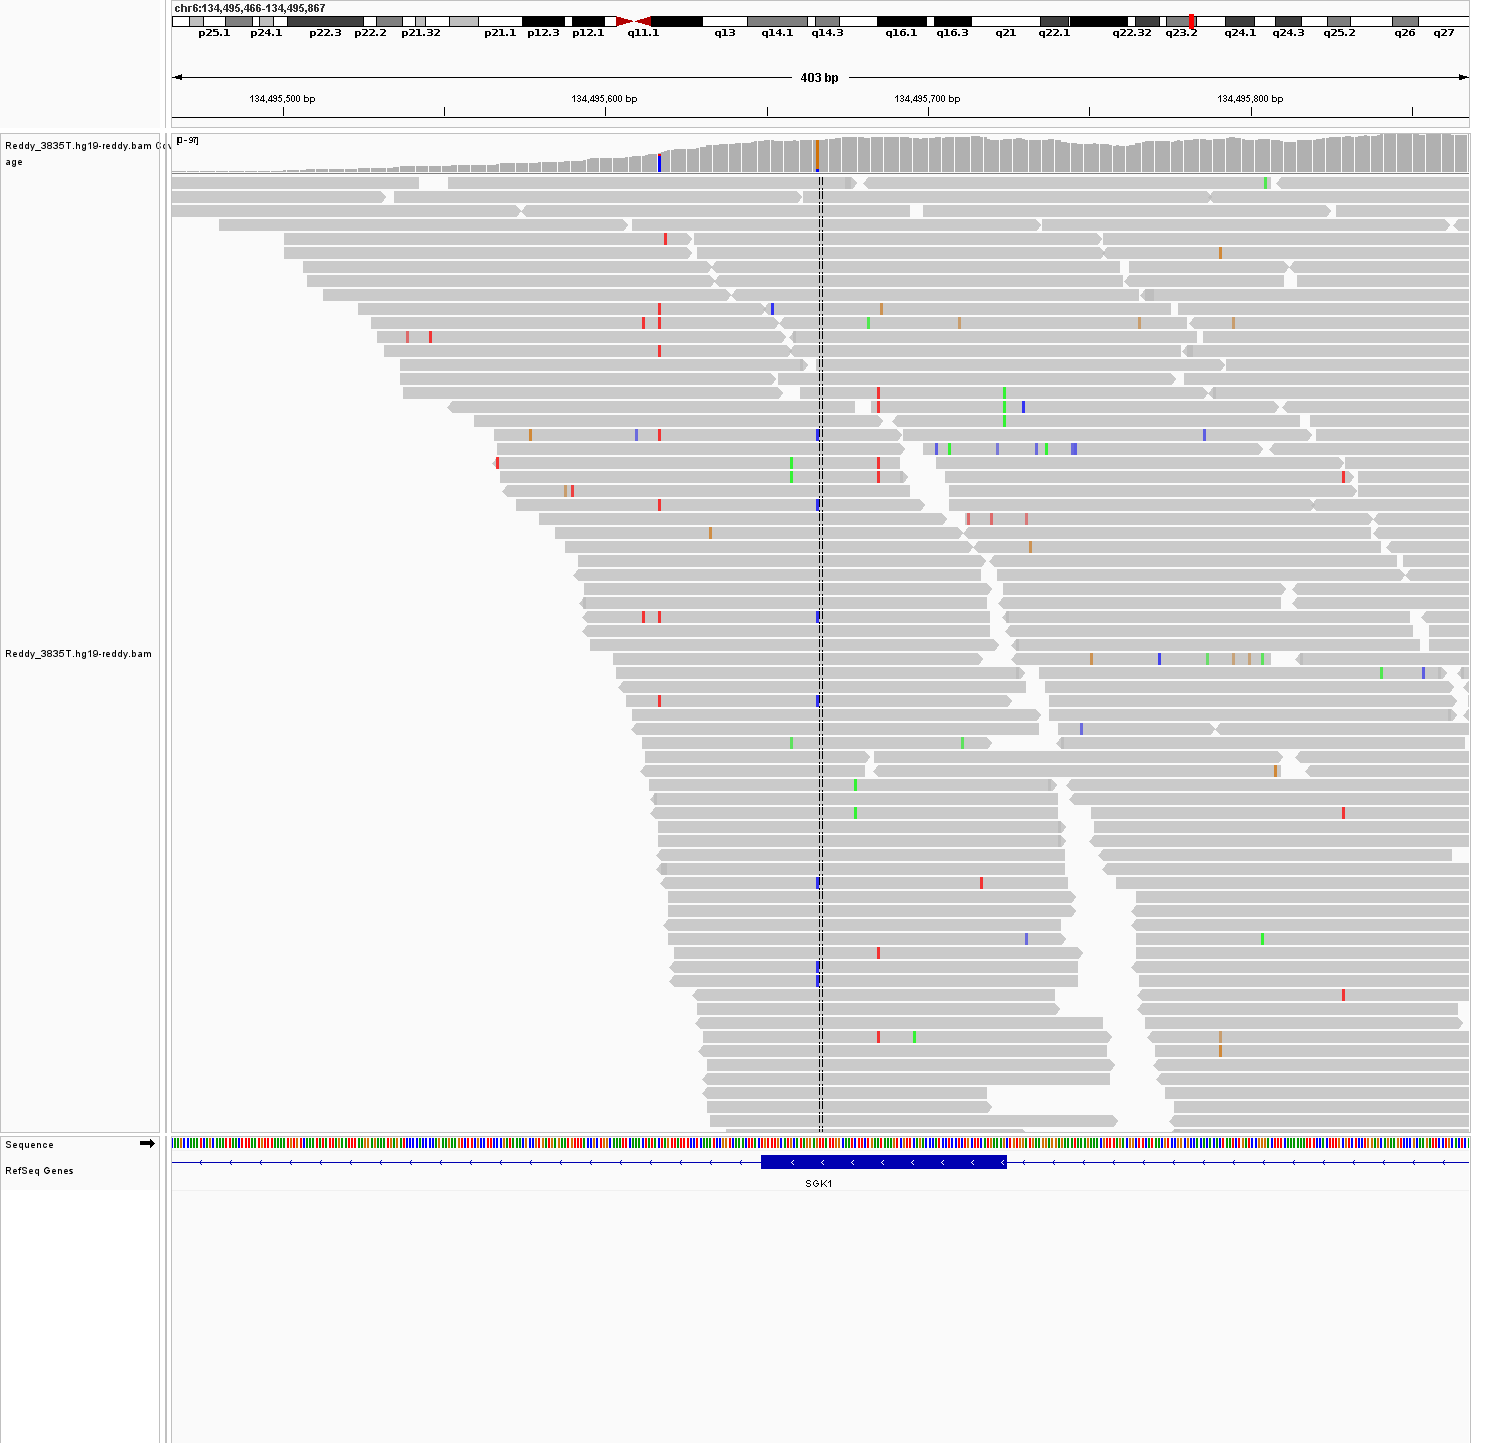 chr6:134,495,466-134,495,867
p25.1 p24.1 p22.3 p22.2 p21.32 p21.1 p12.3 p12.1 q11.1 q13 q14.1 q14.3 q16.1 q16.3 q21 q22.1 q22.32 q23.2 q24.1 q24.3 q25.2 q26 q27
403 bp
134,495,500 bp 134,495,600 bp 134,495,700 bp 134,495,800 bp
[0-97]
Reddy_3835T.hg19-reddy.bam Cov
age
Reddy_3835T.hg19-reddy.bam
Sequence
RefSeq Genes
SGK1